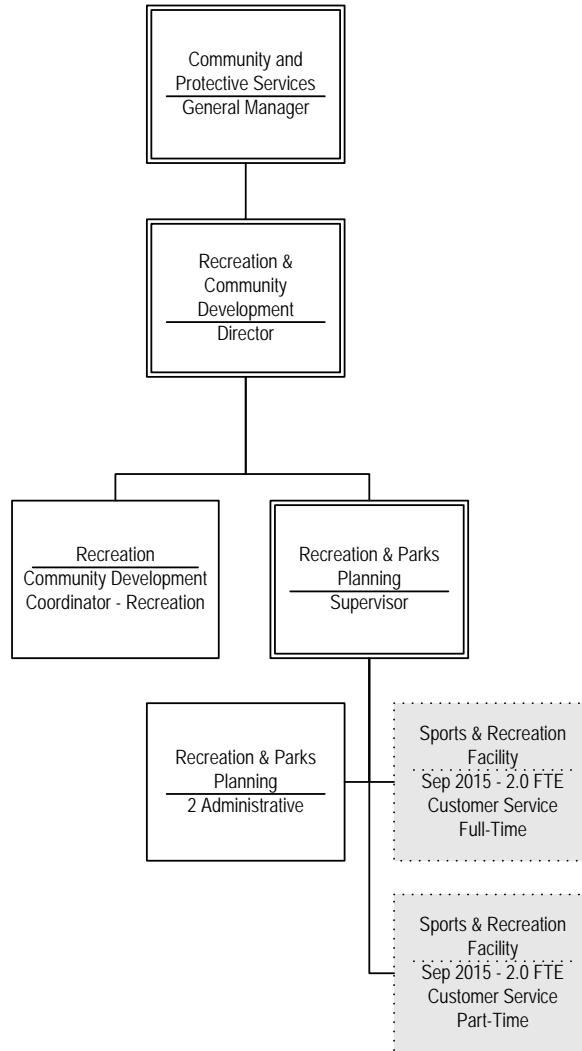 Community and
Protective Services
General Manager
Recreation &
Community
Development
Director
Recreation
Community Development
Coordinator - Recreation
Recreation & Parks
Planning
Supervisor
Recreation & Parks
Planning
2 Administrative
Sports & Recreation
Facility
Sep 2015 - 2.0 FTE
Customer Service
Full-Time
Sports & Recreation
Facility
Sep 2015 - 2.0 FTE
Customer Service
Part-Time